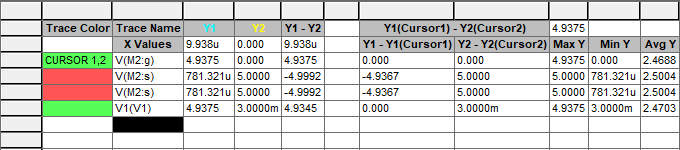 Trace Color Trace Name Y1 Y2 Y1 - Y2 Y1(Cursor1) - Y2(Cursor2) 4.9375
X Values 9.938u 0.000 9.938u Y1 - Y1(Cursor1) Y2 - Y2(Cursor2) Max Y Min Y Avg Y
CURSOR 1,2 V(M2:g) 4.9375 0.000 4.9375 0.000 0.000 4.9375 0.000 2.4688
V(M2:s) 781.321u 5.0000 -4.9992 -4.9367 5.0000 5.0000 781.321u 2.5004
V(M2:s) 781.321u 5.0000 -4.9992 -4.9367 5.0000 5.0000 781.321u 2.5004
V1(V1) 4.9375 3.0000m 4.9345 0.000 3.0000m 4.9375 3.0000m 2.4703